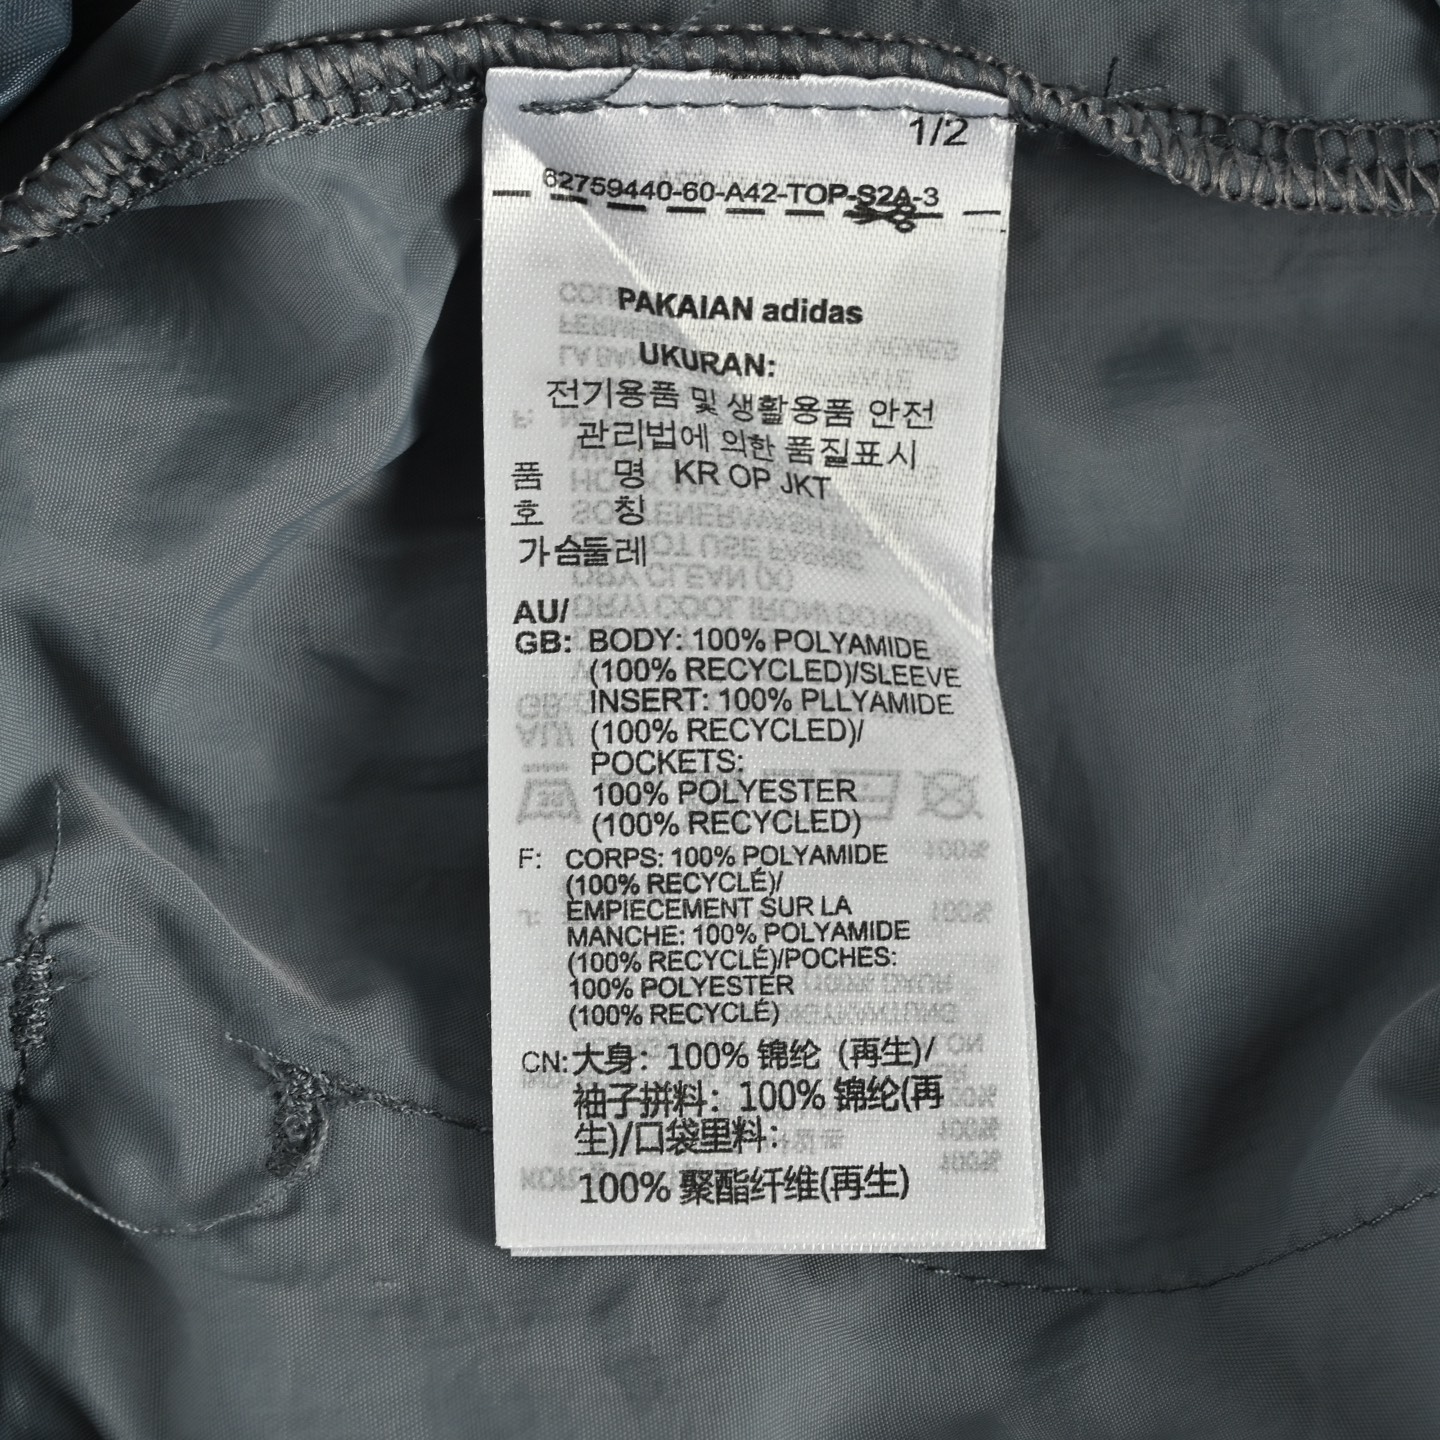 1/2
62759440-60-A42-TOP-S2A-3
PAKAIAN adidas
UKURAN:
전기용품 및 생활용품 안전
관리법에 의한 품질표시
품 명 KR OP JKT
호 칭
가슴둘레
AU/
GB: BODY: 100% POLYAMIDE
(100% RECYCLED)/SLEEVE
INSERT: 100% PLLYAMIDE
(100% RECYCLED)/
POCKETS:
100% POLYESTER
(100% RECYCLED)
F: CORPS: 100% POLYAMIDE
(100% RECYCLÉ)/
EMPIECEMENT SUR LA
MANCHE: 100% POLYAMIDE
(100% RECYCLÉ)/POCHES:
100% POLYESTER
(100% RECYCLÉ)
CN: 大身：100% 锦纶（再生)/
袖子拼料：100% 锦纶(再
生)/口袋里料：
100% 聚酯纤维(再生)